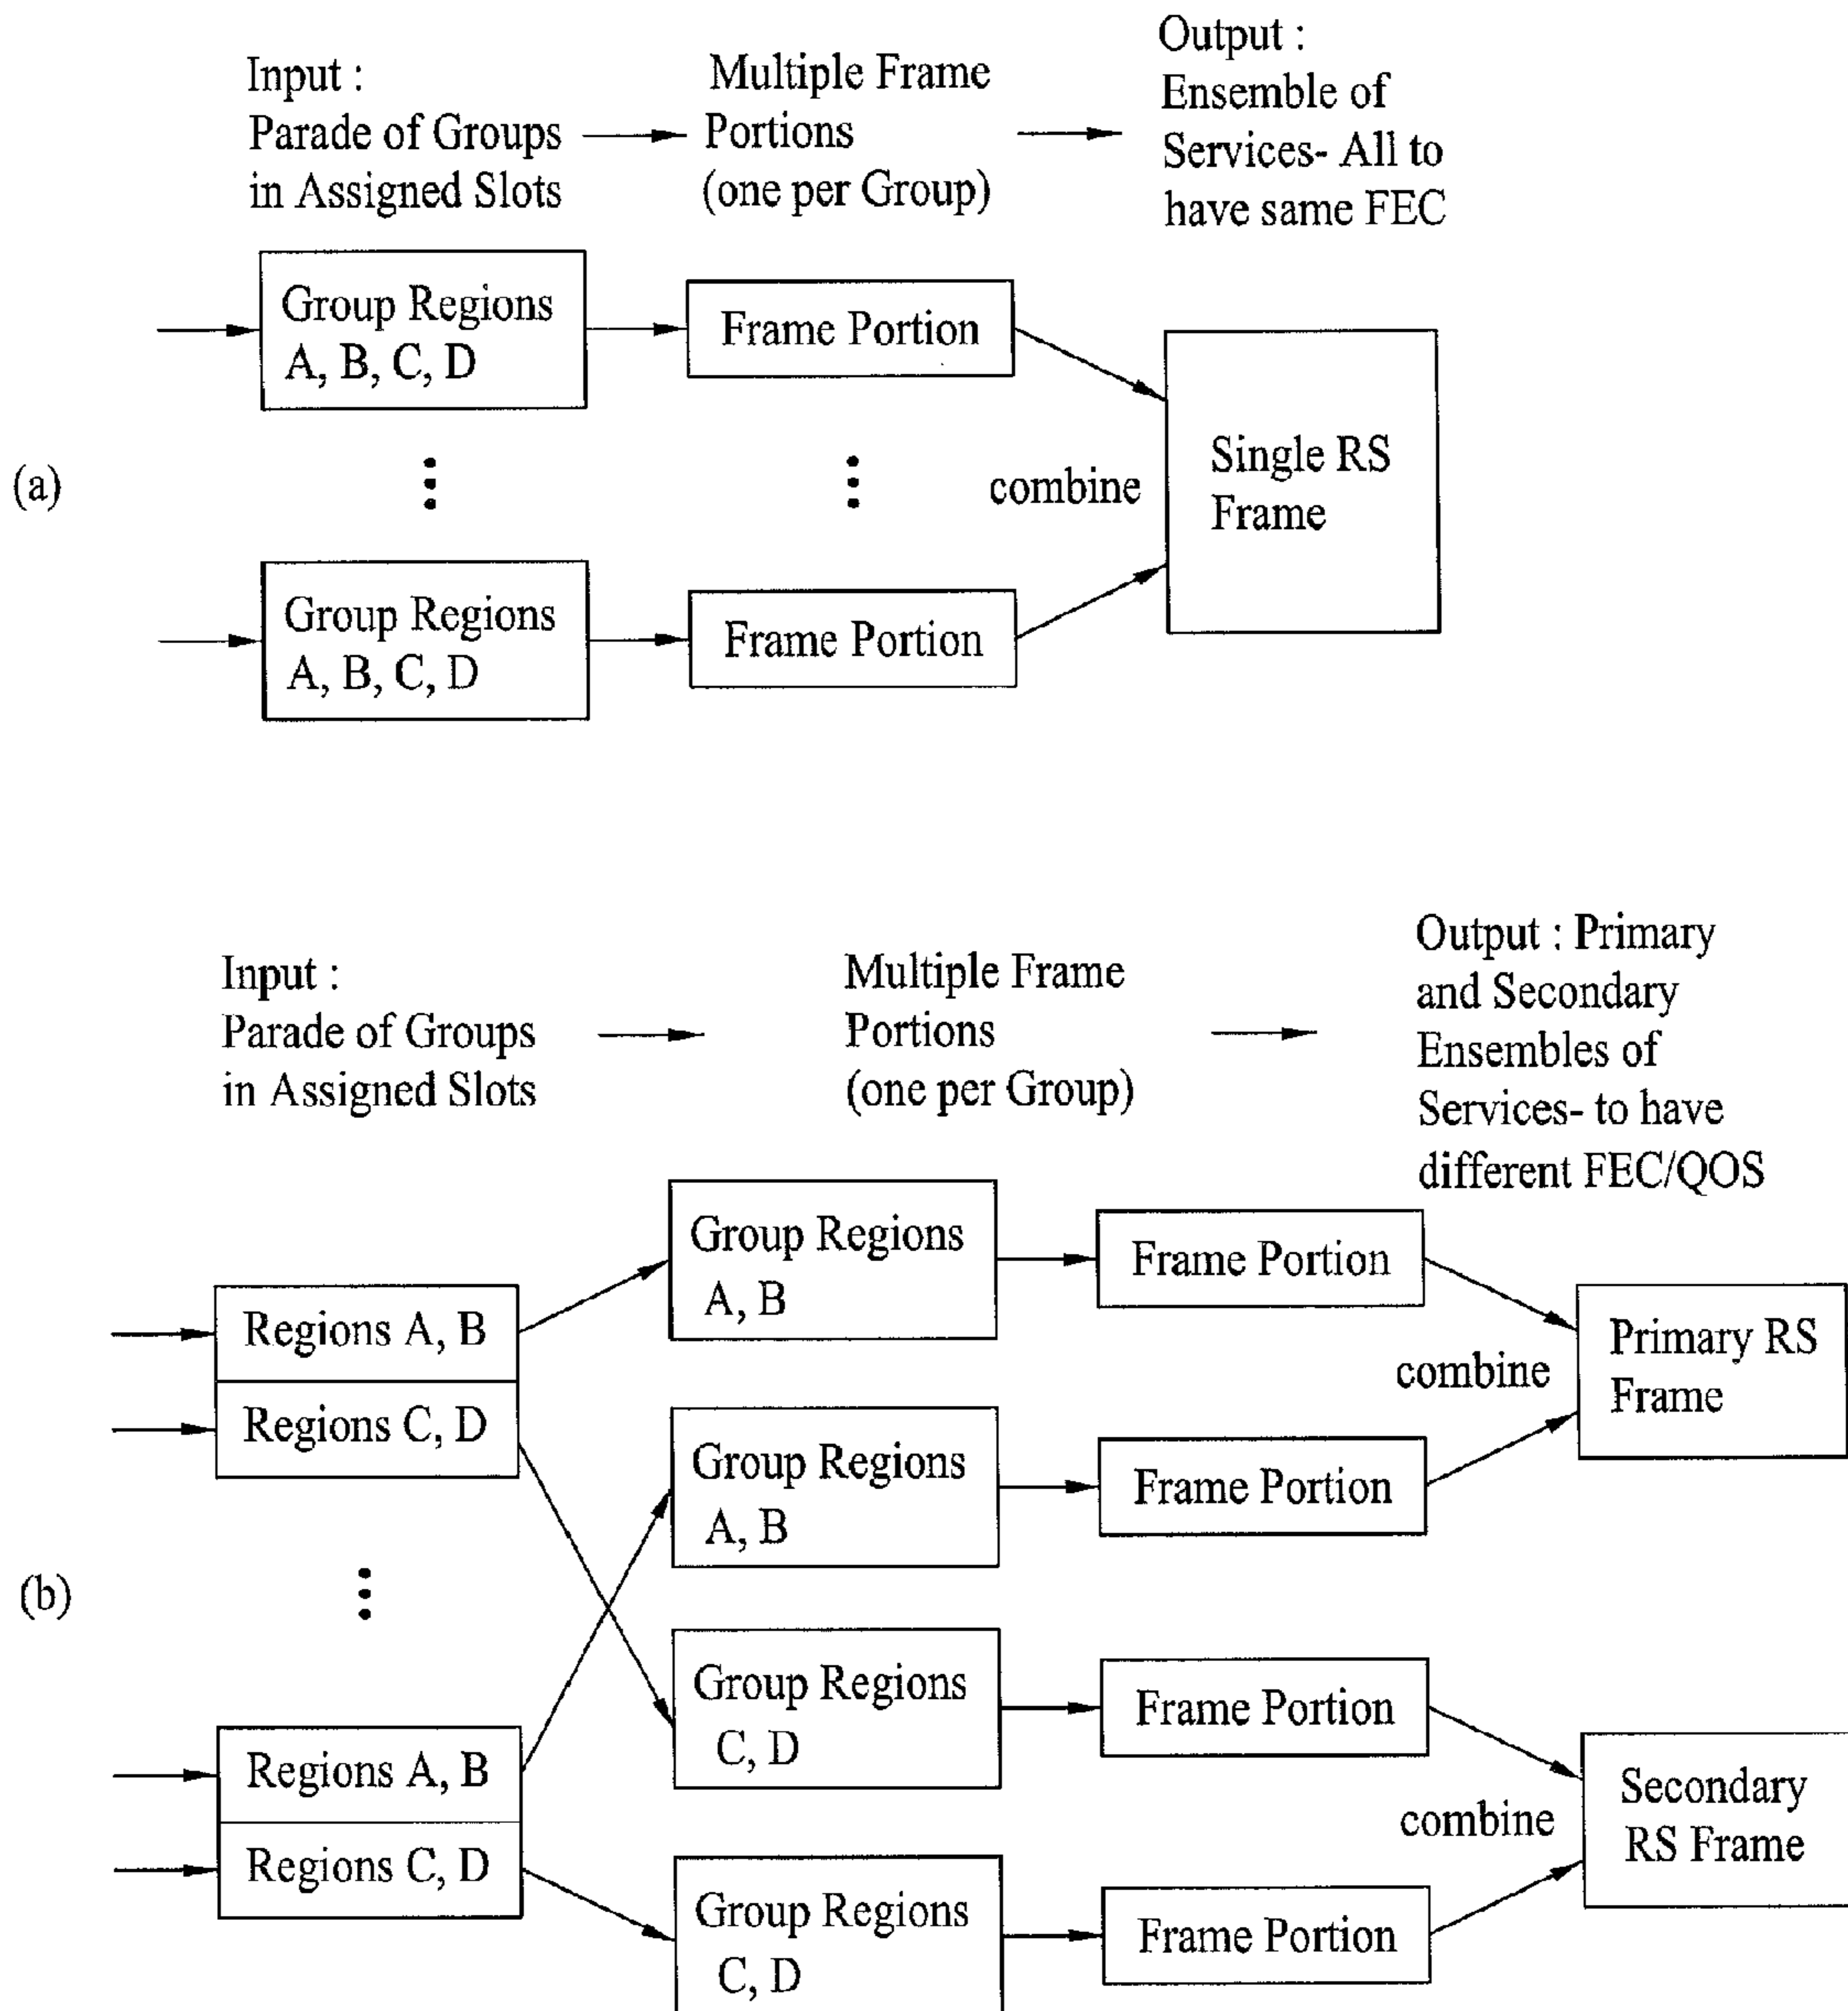 Input :
Parade of Groups
in Assigned Slots
Multiple Frame
Portions
(one per Group)
Output :
Ensemble of
Services- All to
have same FEC
(a)
Group Regions
A, B, C, D
Frame Portion
Group Regions
A, B, C, D
Frame Portion
combine
Single RS
Frame
(b)
Input :
Parade of Groups
in Assigned Slots
Multiple Frame
Portions
(one per Group)
Output : Primary
and Secondary
Ensembles of
Services- to have
different FEC/QOS
Regions A, B
Regions C, D
Regions A, B
Regions C, D
Group Regions
A, B
Frame Portion
Group Regions
A, B
Frame Portion
combine
Primary RS
Frame
Group Regions
C, D
Frame Portion
Group Regions
C, D
Frame Portion
combine
Secondary
RS Frame